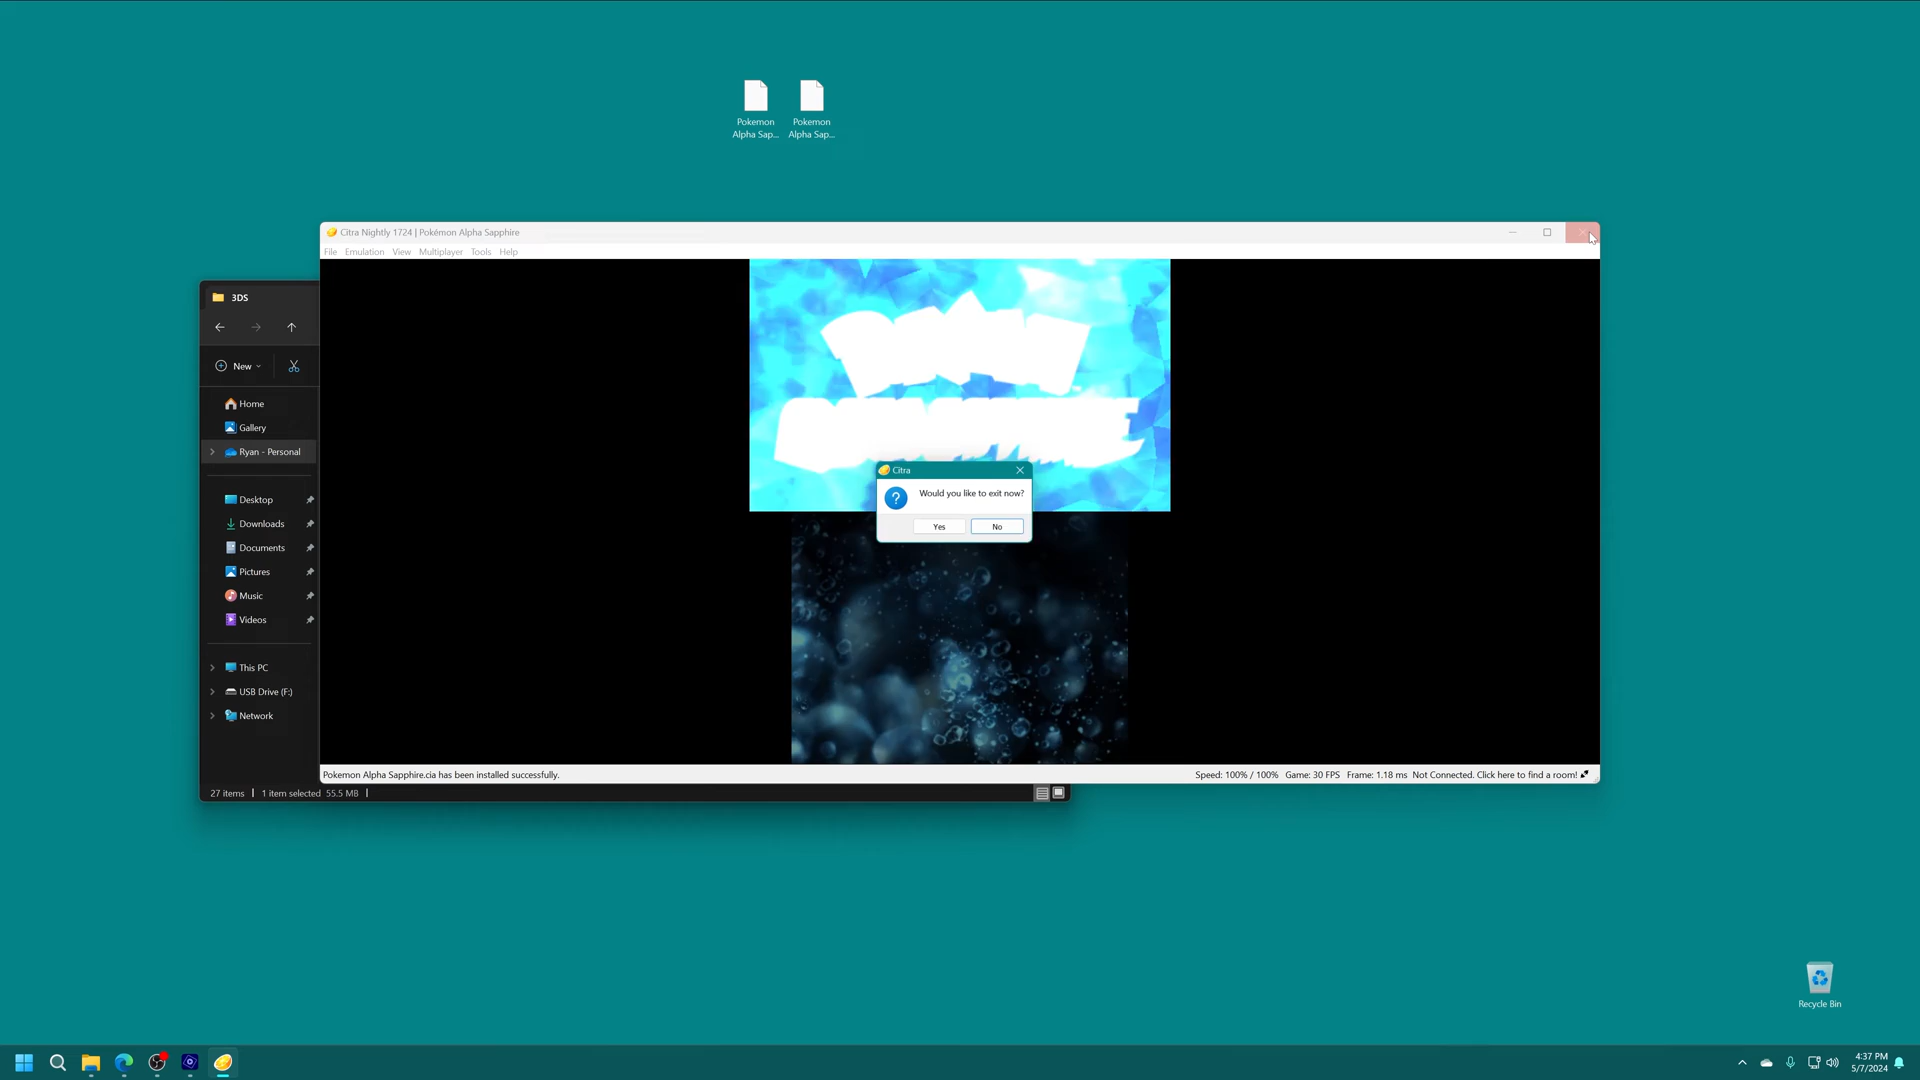 Pokemon
Alpha Sap...
Pokemon
Alpha Sap...
Citra Nightly 1724 | Pokémon Alpha Sapphire
File Emulation View Multiplayer Tools Help
3DS
New
Home
Gallery
Ryan - Personal
Desktop
Downloads
Documents
Pictures
Music
Videos
This PC
USB Drive (F:)
Network
Citra
Would you like to exit now?
Yes No
Pokemon Alpha Sapphire.cia has been installed successfully.
Speed: 100% / 100% Game: 30 FPS Frame: 1.18 ms Not Connected. Click here to find a room!
27 items 1 item selected 55.5 MB
Recycle Bin
4:37 PM
5/7/2024